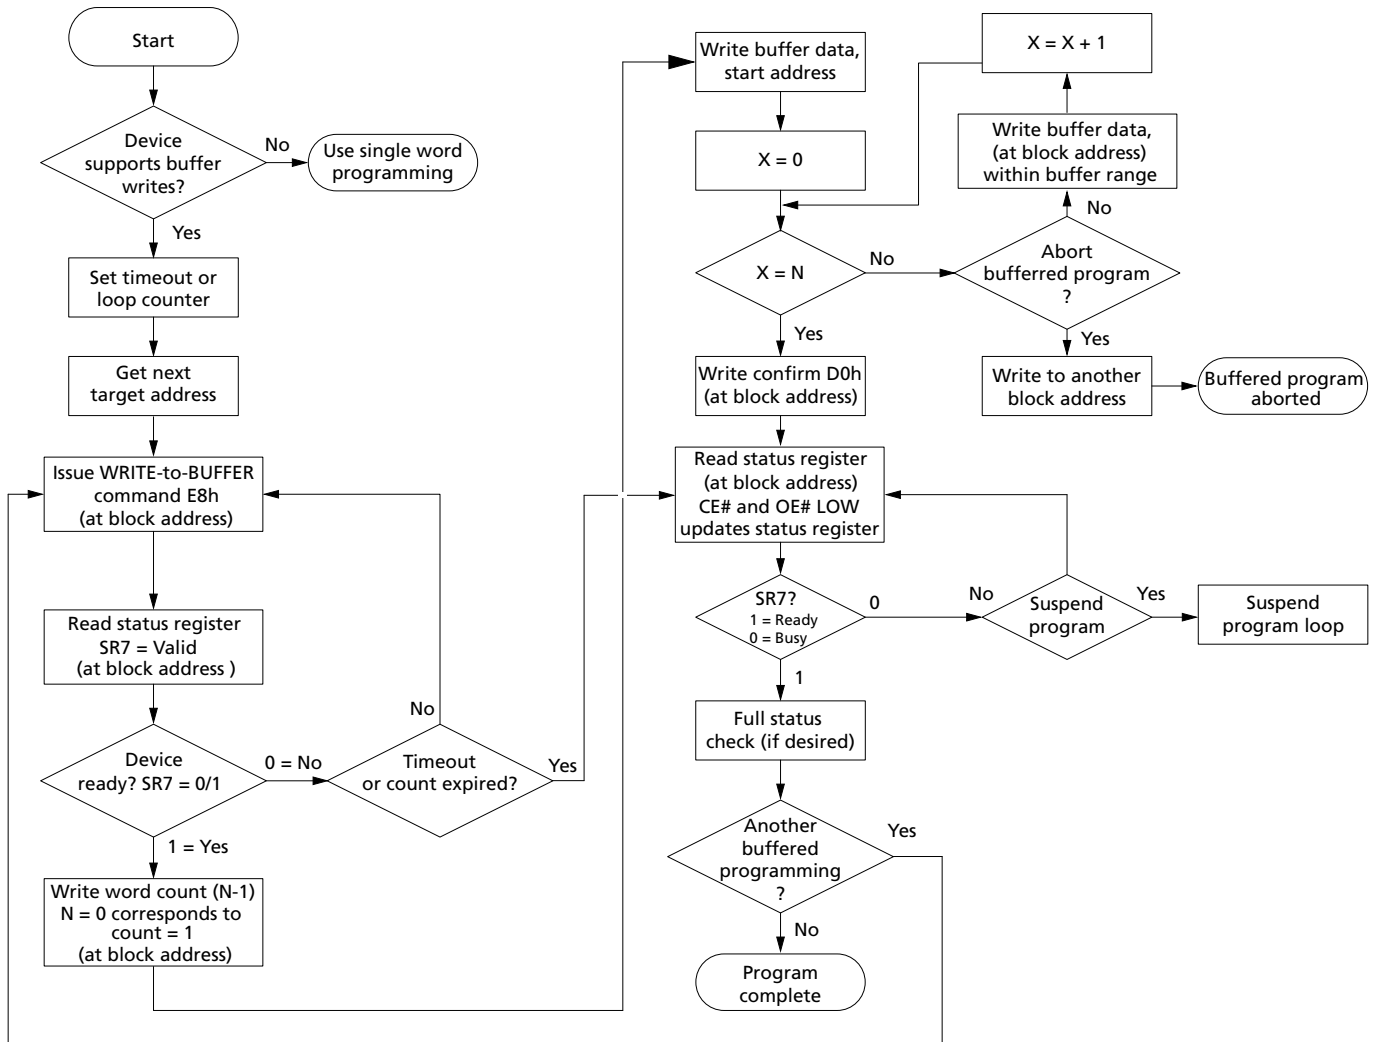 Start
Device
supports buffer
writes?
No
Use single word
programming
Yes
Set timeout or
loop counter
Get next
target address
Issue WRITE-to-BUFFER
command E8h
(at block address)
Read status register
SR7 = Valid
(at block address )
Device
ready? SR7 = 0/1
0 = No
No
Timeout
or count expired?
Yes
1 = Yes
Write word count (N-1)
N = 0 corresponds to
count = 1
(at block address)
Write buffer data,
start address
X = 0
X = N
No
Abort
bufferred program
?
No
Write buffer data,
(at block address)
within buffer range
X = X + 1
Yes
Write to another
block address
Buffered program
aborted
Yes
Write confirm D0h
(at block address)
Read status register
(at block address)
CE# and OE# LOW
updates status register
SR7?
1 = Ready
0 = Busy
0
No
Suspend
program
Yes
Suspend
program loop
1
Full status
check (if desired)
Another
buffered
programming
?
Yes
No
Program
complete